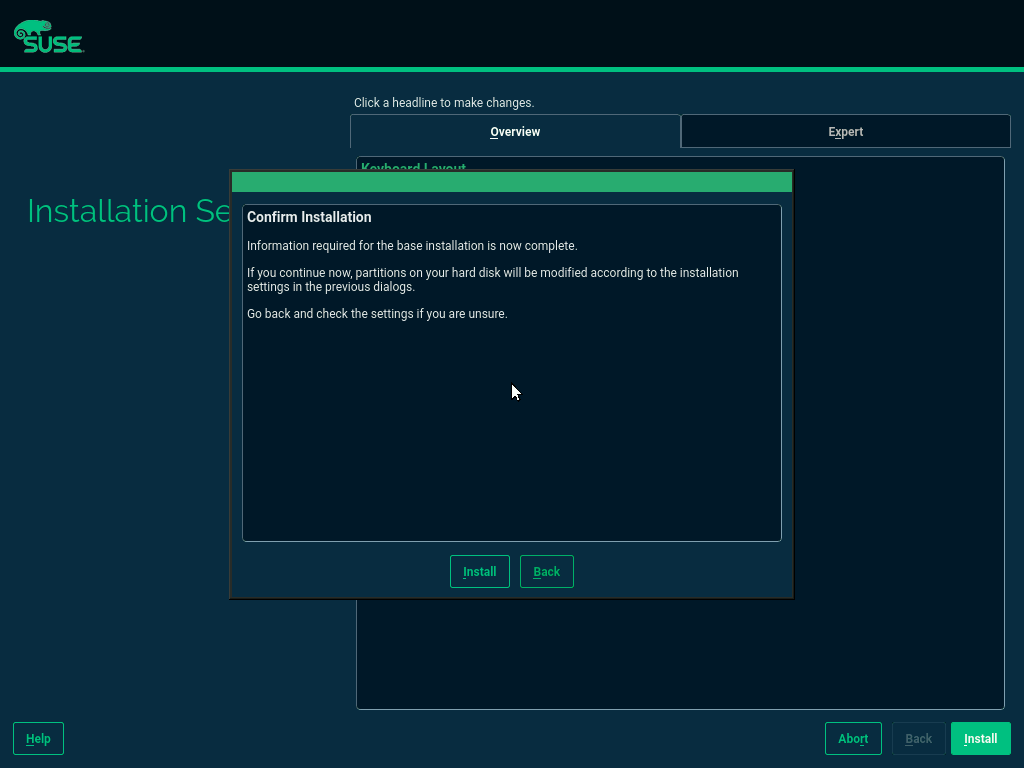 SUSE
Click a headline to make changes.
Overview
Expert
Keyboard Layout
Installation Se
Confirm Installation
Information required for the base installation is now complete.
If you continue now, partitions on your hard disk will be modified according to the installation
settings in the previous dialogs.
Go back and check the settings if you are unsure.
Install
Back
Help
Abort
Back
Install